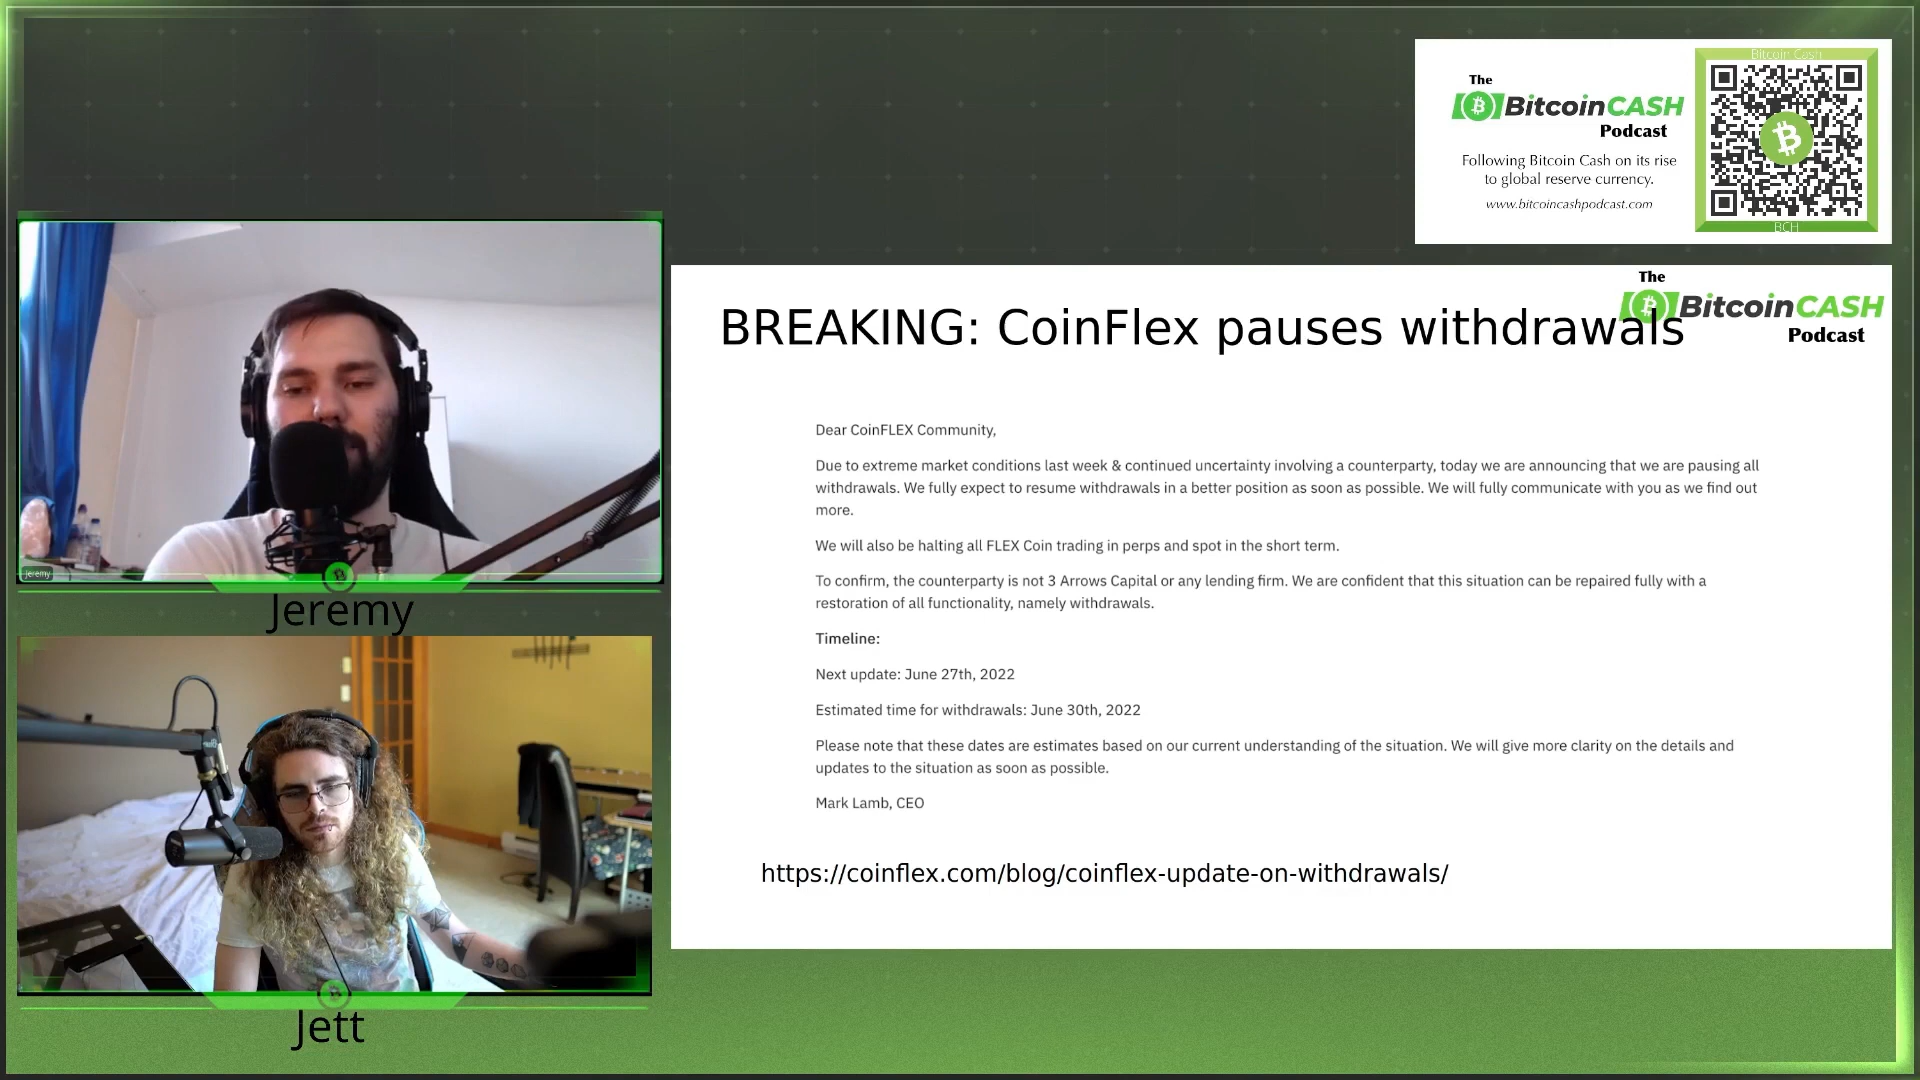 Bitcoin Cash
The
BitcoinCASH
Podcast
Following Bitcoin Cash on its rise
to global reserve currency.
www.bitcoincashpodcast.com
BCH
The
BitcoinCASH
Podcast
BREAKING: CoinFlex pauses withdrawals
Dear CoinFLEX Community,
Due to extreme market conditions last week & continued uncertainty involving a counterparty, today we are announcing that we are pausing all
withdrawals. We fully expect to resume withdrawals in a better position as soon as possible. We will fully communicate with you as we find out
more.
We will also be halting all FLEX Coin trading in perps and spot in the short term.
To confirm, the counterparty is not 3 Arrows Capital or any lending firm. We are confident that this situation can be repaired fully with a
restoration of all functionality, namely withdrawals.
Timeline:
Next update: June 27th, 2022
Estimated time for withdrawals: June 30th, 2022
Please note that these dates are estimates based on our current understanding of the situation. We will give more clarity on the details and
updates to the situation as soon as possible.
Mark Lamb, CEO
https://coinflex.com/blog/coinflex-update-on-withdrawals/
Jeremy
Jeremy
Jett